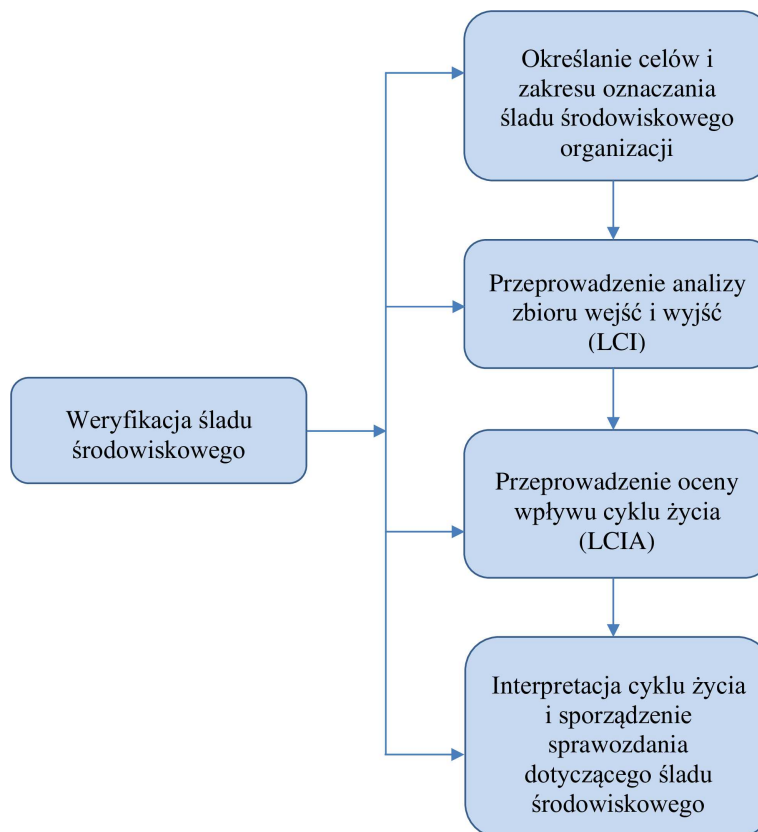 Określanie celów i
zakresu oznaczania
śladu środowiskowego
organizacji
Przeprowadzenie analizy
zbioru wejść i wyjść
(LCI)
Weryfikacja śladu
środowiskowego
Przeprowadzenie oceny
wpływu cyklu życia
(LCIA)
Interpretacja cyklu życia
i sporządzenie
sprawozdania
dotyczącego śladu
środowiskowego